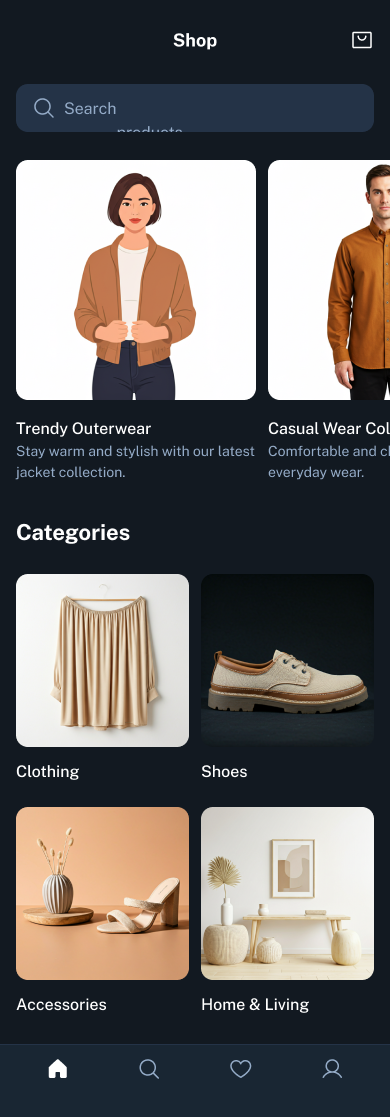 Shop
Search
products
Trendy Outerwear
Stay warm and stylish with our latest
jacket collection.
Casual Wear Col
Comfortable and
everyday wear.
Categories
Clothing
Shoes
Accessories
Home & Living